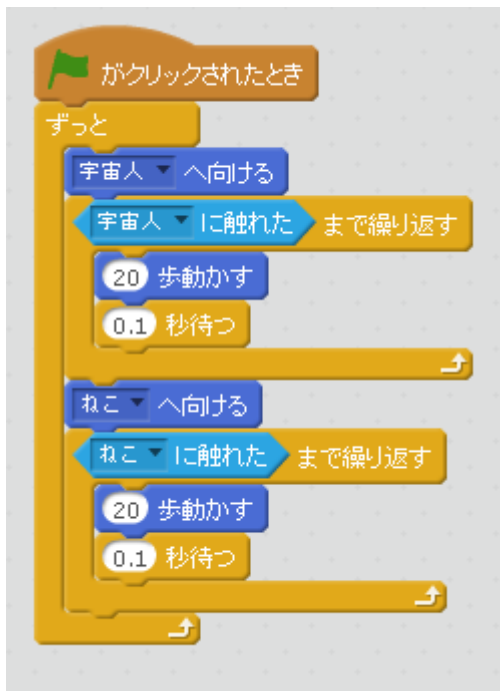 がクリックされたとき
ずっと
宇宙人 へ向ける
宇宙人 に触れた まで繰り返す
20 歩動かす
0.1 秒待つ
ねこ へ向ける
ねこ に触れた まで繰り返す
20 歩動かす
0.1 秒待つ